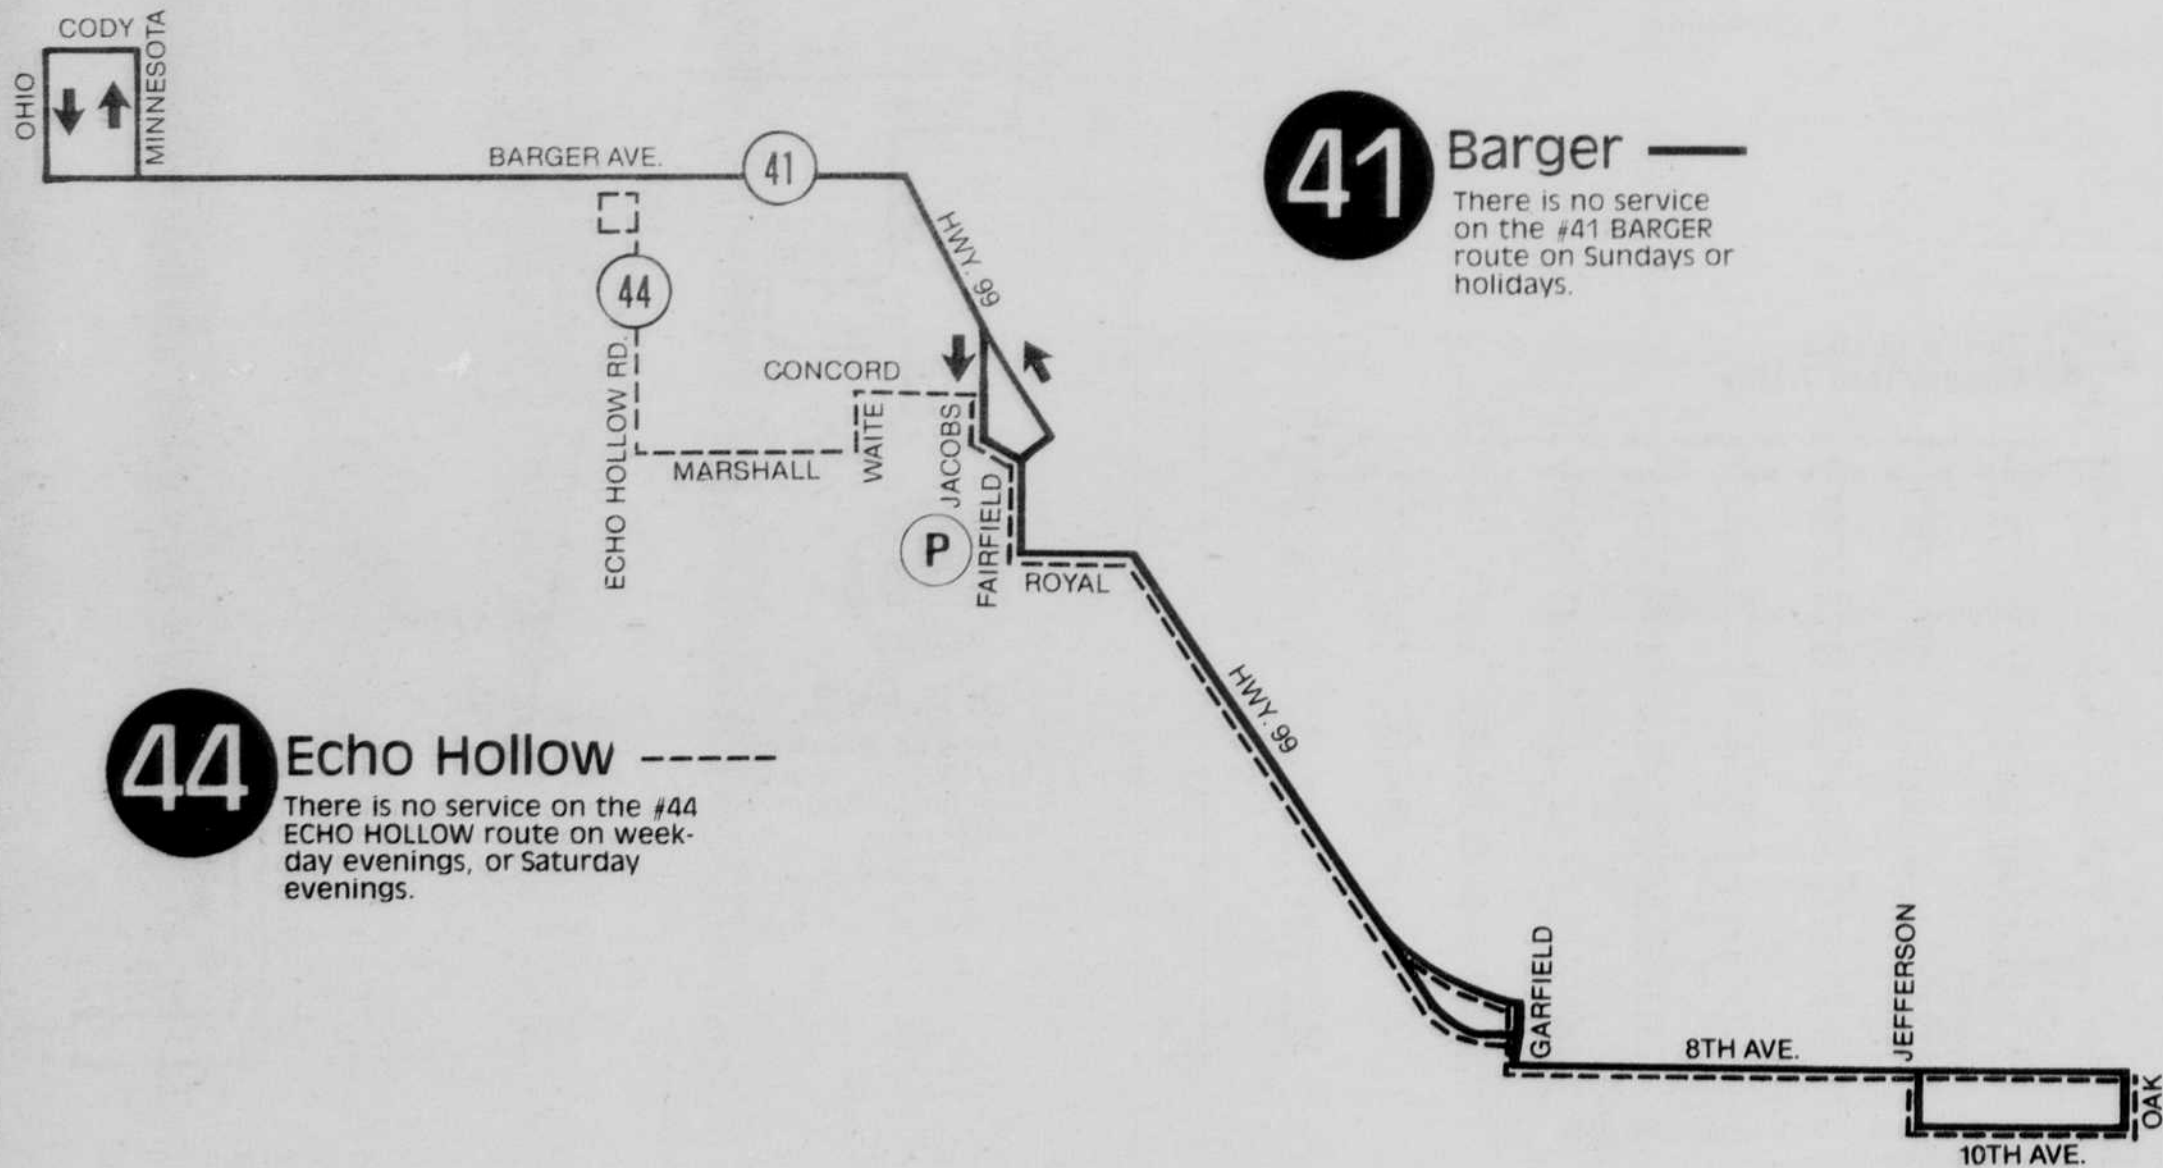 CODY
OHIO
MINNESOTA
BARGER AVE.
41
HWY. 99
44
ECHO HOLLOW RD.
CONCORD
MARSHALL
WAITE
JACOBS
FAIRFIELD
P
ROYAL
HWY. 99
GARFIELD
8TH AVE.
JEFFERSON
OAK
10TH AVE.
41 Barger
There is no service
on the #41 BARGER
route on Sundays or
holidays.
44 Echo Hollow
There is no service on the #44
ECHO HOLLOW route on week-
day evenings, or Saturday
evenings.